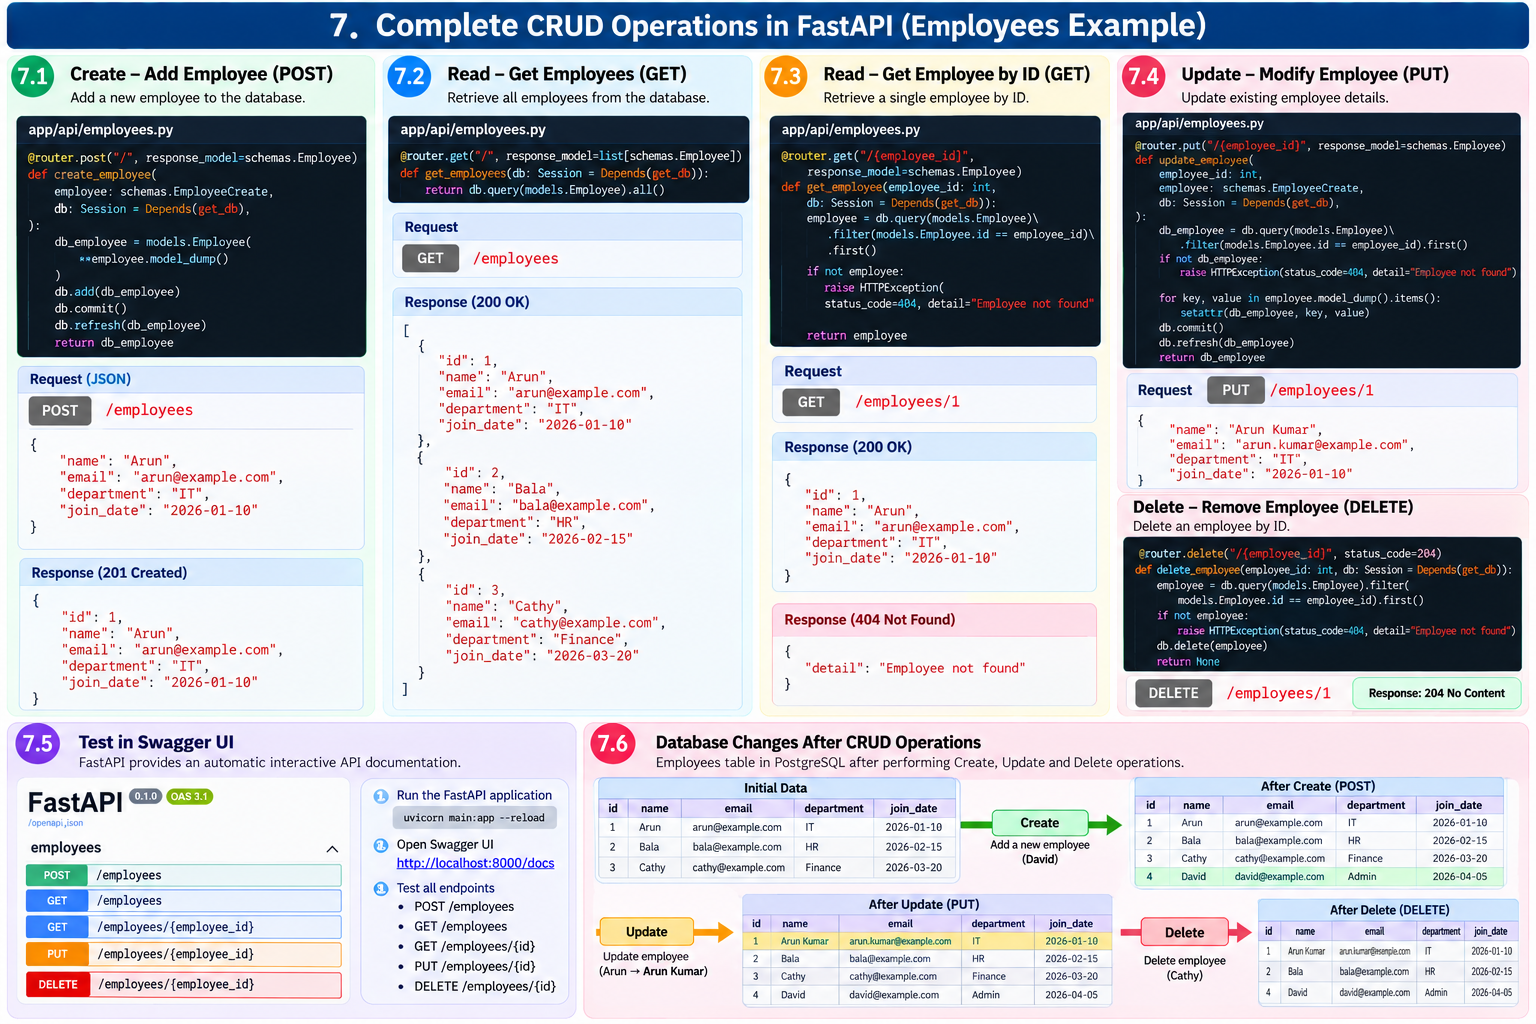 7. Complete CRUD Operations in FastAPI (Employees Example)
7.1 Create – Add Employee (POST)
Add a new employee to the database.
app/api/employees.py
@router.post("/", response_model=schemas.Employee)
def create_employee(
employee: schemas.EmployeeCreate,
db: Session = Depends(get_db),
):
db_employee = models.Employee(
**employee.model_dump()
)
db.add(db_employee)
db.commit()
db.refresh(db_employee)
return db_employee
Request (JSON)
POST /employees
{
"name": "Arun",
"email": "arun@example.com",
"department": "IT",
"join_date": "2026-01-10"
}
Response (201 Created)
{
"id": 1,
"name": "Arun",
"email": "arun@example.com",
"department": "IT",
"join_date": "2026-01-10"
}
7.2 Read – Get Employees (GET)
Retrieve all employees from the database.
app/api/employees.py
@router.get("/", response_model=list[schemas.Employee])
def get_employees(db: Session = Depends(get_db)):
return db.query(models.Employee).all()
Request
GET /employees
Response (200 OK)
[
{
"id": 1,
"name": "Arun",
"email": "arun@example.com",
"department": "IT",
"join_date": "2026-01-10"
},
{
"id": 2,
"name": "Bala",
"email": "bala@example.com",
"department": "HR",
"join_date": "2026-02-15"
},
{
"id": 3,
"name": "Cathy",
"email": "cathy@example.com",
"department": "Finance",
"join_date": "2026-03-20"
}
]
7.3 Read – Get Employee by ID (GET)
Retrieve a single employee by ID.
app/api/employees.py
@router.get("/{employee_id}",
response_model=schemas.Employee)
def get_employee(employee_id: int,
db: Session = Depends(get_db)):
employee = db.query(models.Employee)\
.filter(models.Employee.id == employee_id)\
.first()
if not employee:
raise HTTPException(
status_code=404, detail="Employee not found"
return employee
Request
GET /employees/1
Response (200 OK)
{
"id": 1,
"name": "Arun",
"email": "arun@example.com",
"department": "IT",
"join_date": "2026-01-10"
}
Response (404 Not Found)
{
"detail": "Employee not found"
}
7.4 Update – Modify Employee (PUT)
Update existing employee details.
app/api/employees.py
@router.put("/{employee_id}", response_model=schemas.Employee)
def update_employee(
employee_id: int,
employee: schemas.EmployeeCreate,
db: Session = Depends(get_db),
):
db_employee = db.query(models.Employee)\
.filter(models.Employee.id == employee_id).first()
if not db_employee:
raise HTTPException(status_code=404, detail="Employee not found")
for key, value in employee.model_dump().items():
setattr(db_employee, key, value)
db.commit()
db.refresh(db_employee)
return db_employee
Request PUT /employees/1
{
"name": "Arun Kumar",
"email": "arun.kumar@example.com",
"department": "IT",
"join_date": "2026-01-10"
}
Delete – Remove Employee (DELETE)
Delete an employee by ID.
@router.delete("/{employee_id}", status_code=204)
def delete_employee(employee_id: int, db: Session = Depends(get_db)):
employee = db.query(models.Employee).filter(
models.Employee.id == employee_id).first()
if not employee:
raise HTTPException(status_code=404, detail="Employee not found")
db.delete(employee)
return None
DELETE /employees/1 Response: 204 No Content
7.5 Test in Swagger UI
FastAPI provides an automatic interactive API documentation.
FastAPI 0.1.0 OAS 3.1
/openapi.json
employees
POST /employees
GET /employees
GET /employees/{employee_id}
PUT /employees/{employee_id}
DELETE /employees/{employee_id}
1. Run the FastAPI application
uvicorn main:app --reload
2. Open Swagger UI
http://localhost:8000/docs
3. Test all endpoints
• POST /employees
• GET /employees
• GET /employees/{id}
• PUT /employees/{id}
• DELETE /employees/{id}
7.6 Database Changes After CRUD Operations
Employees table in PostgreSQL after performing Create, Update and Delete operations.
Initial Data
id name email department join_date
1 Arun arun@example.com IT 2026-01-10
2 Bala bala@example.com HR 2026-02-15
3 Cathy cathy@example.com Finance 2026-03-20
Create
Add a new employee
(David)
After Create (POST)
id name email department join_date
1 Arun arun@example.com IT 2026-01-10
2 Bala bala@example.com HR 2026-02-15
3 Cathy cathy@example.com Finance 2026-03-20
4 David david@example.com Admin 2026-04-05
Update
Update employee
(Arun → Arun Kumar)
After Update (PUT)
id name email department join_date
1 Arun Kumar arun.kumar@example.com IT 2026-01-10
2 Bala bala@example.com HR 2026-02-15
3 Cathy cathy@example.com Finance 2026-03-20
4 David david@example.com Admin 2026-04-05
Delete
Delete employee
(Cathy)
After Delete (DELETE)
id name email department join_date
1 Arun Kumar arun.kumar@example.com IT 2026-01-10
2 Bala bala@example.com HR 2026-02-15
4 David david@example.com Admin 2026-04-05